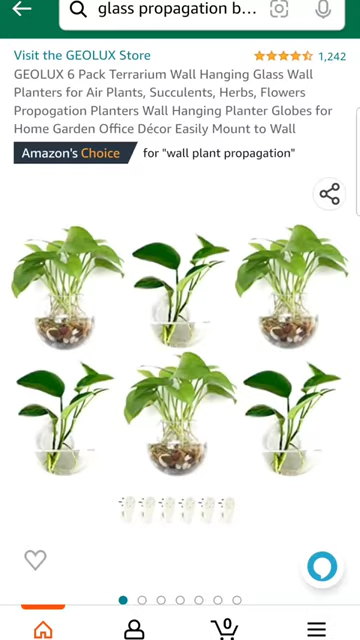 glass propagation b...
Visit the GEOLUX Store
1,242
GEOLUX 6 Pack Terrarium Wall Hanging Glass Wall
Planters for Air Plants, Succulents, Herbs, Flowers
Propogation Planters Wall Hanging Planter Globes for
Home Garden Office Décor Easily Mount to Wall
Amazon's Choice for "wall plant propagation"
0